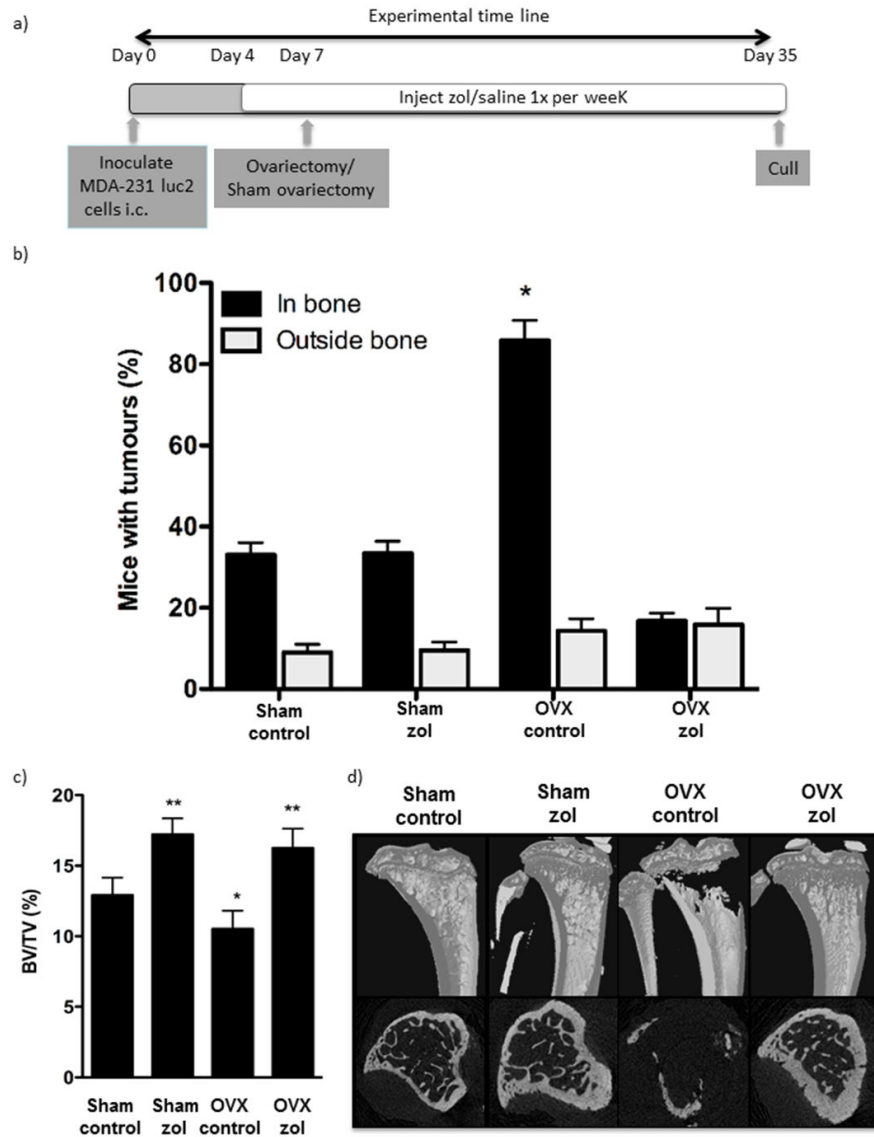 a)
Experimental time line
Day 0
Day 4
Day 7
Day 35
Inject zol/saline 1x per weeK
Inoculate
MDA-231 luc2
cells i.c.
Ovariectomy/
Sham ovariectomy
Cull
b)
Mice with tumours (%)
100
80
60
40
20
0
In bone
Outside bone
*
Sham
control
Sham
zol
OVX
control
OVX
zol
c)
BV/TV (%)
20
15
10
5
0
**
*
**
Sham
control
Sham
zol
OVX
control
OVX
zol
d)
Sham
control
Sham
zol
OVX
control
OVX
zol